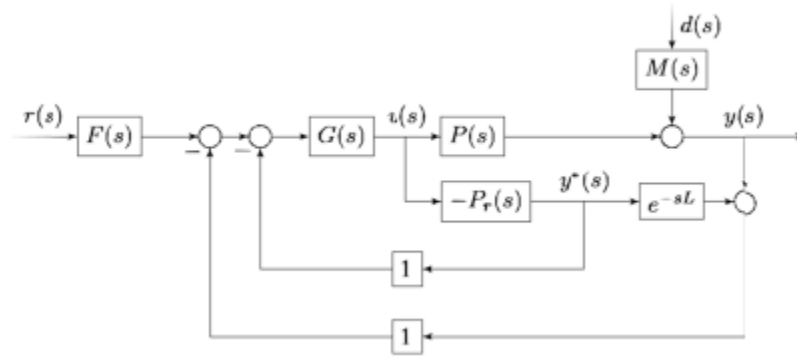 d(s)
M(s)
r(s)
F(s)
G(s)
ι(s)
P(s)
y(s)
−
−
−P_r(s)
y*(s)
e^{−sL}
1
1